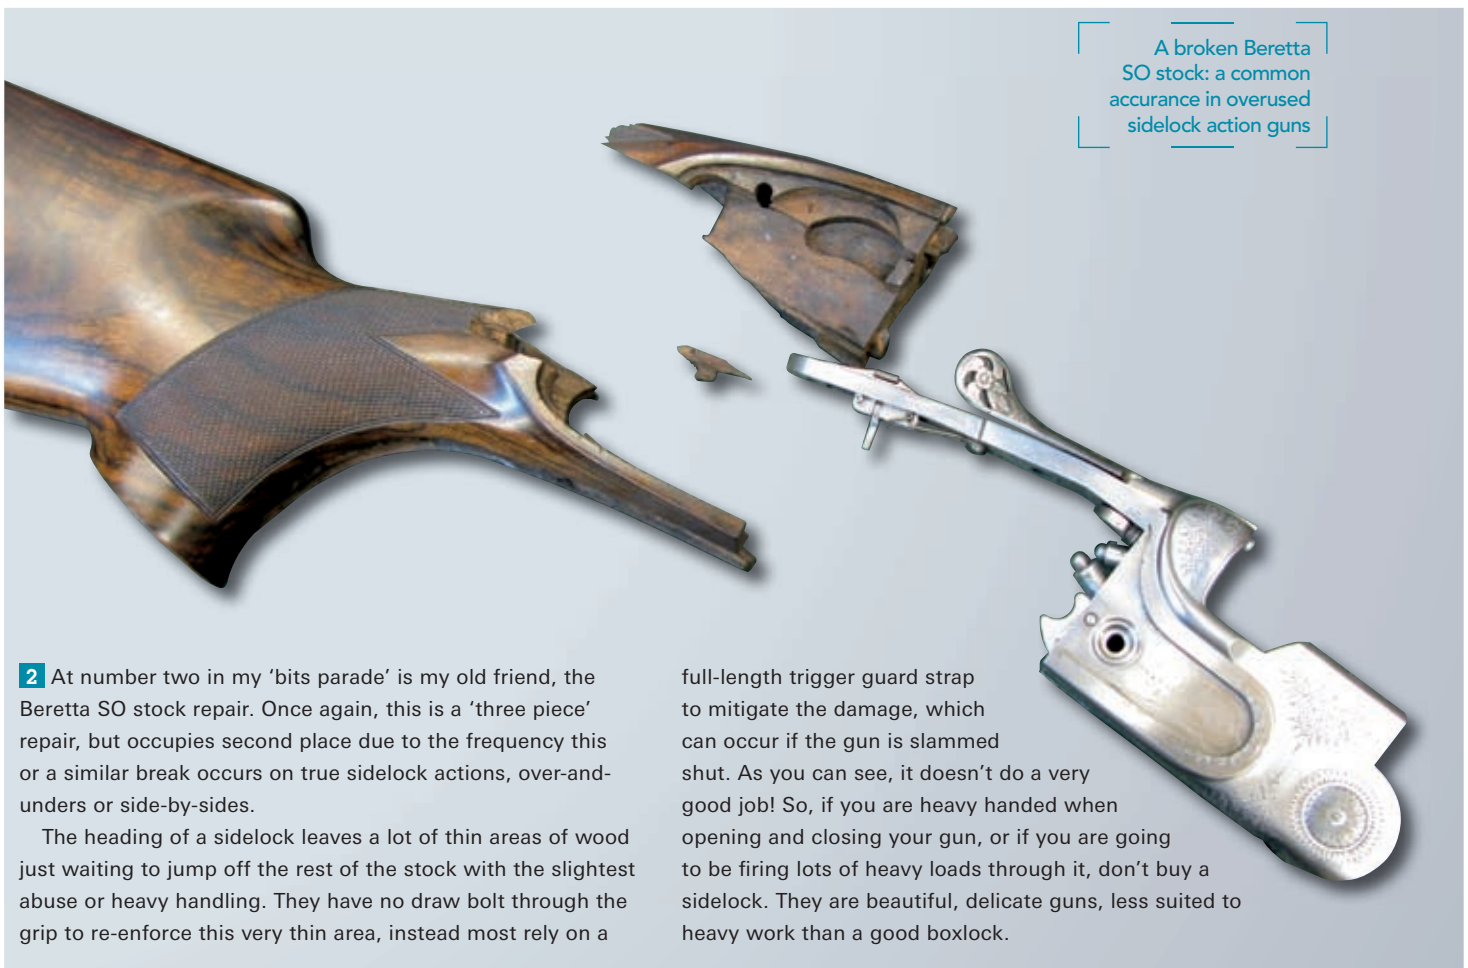 A broken Beretta
SO stock: a common
accurance in overused
sidelock action guns
2 At number two in my ‘bits parade’ is my old friend, the
Beretta SO stock repair. Once again, this is a ‘three piece’
repair, but occupies second place due to the frequency this
or a similar break occurs on true sidelock actions, over-and-
unders or side-by-sides.
The heading of a sidelock leaves a lot of thin areas of wood
just waiting to jump off the rest of the stock with the slightest
abuse or heavy handling. They have no draw bolt through the
grip to re-enforce this very thin area, instead most rely on a
full-length trigger guard strap
to mitigate the damage, which
can occur if the gun is slammed
shut. As you can see, it doesn’t do a very
good job! So, if you are heavy handed when
opening and closing your gun, or if you are going
to be firing lots of heavy loads through it, don’t buy a
sidelock. They are beautiful, delicate guns, less suited to
heavy work than a good boxlock.